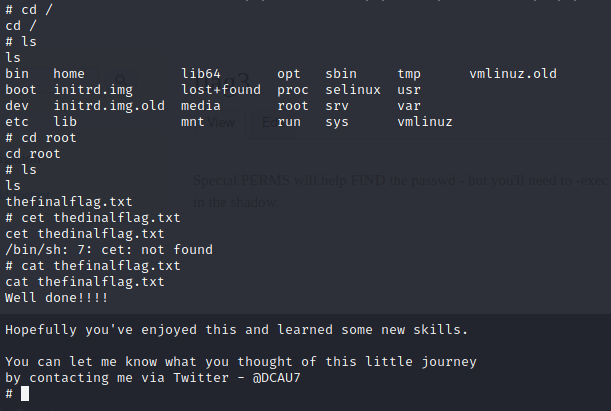 # cd /
cd /
# ls
ls
bin   home            lib64       opt   sbin     tmp      vmlinuz.old
boot  initrd.img      lost+found  proc  selinux  usr
dev   initrd.img.old  media       root  srv      var
etc   lib             mnt         run   sys      vmlinuz
# cd root
cd root
# ls
ls
thefinalflag.txt
# cet thedinalflag.txt
cet thedinalflag.txt
/bin/sh: 7: cet: not found
# cat thefinalflag.txt
cat thefinalflag.txt
Well done!!!!
Hopefully you've enjoyed this and learned some new skills.
You can let me know what you thought of this little journey
by contacting me via Twitter - @DCAU7
#
flag3
View
Special PERMS will help FIND the passwd - but you'll need to -exec
in the shadow.